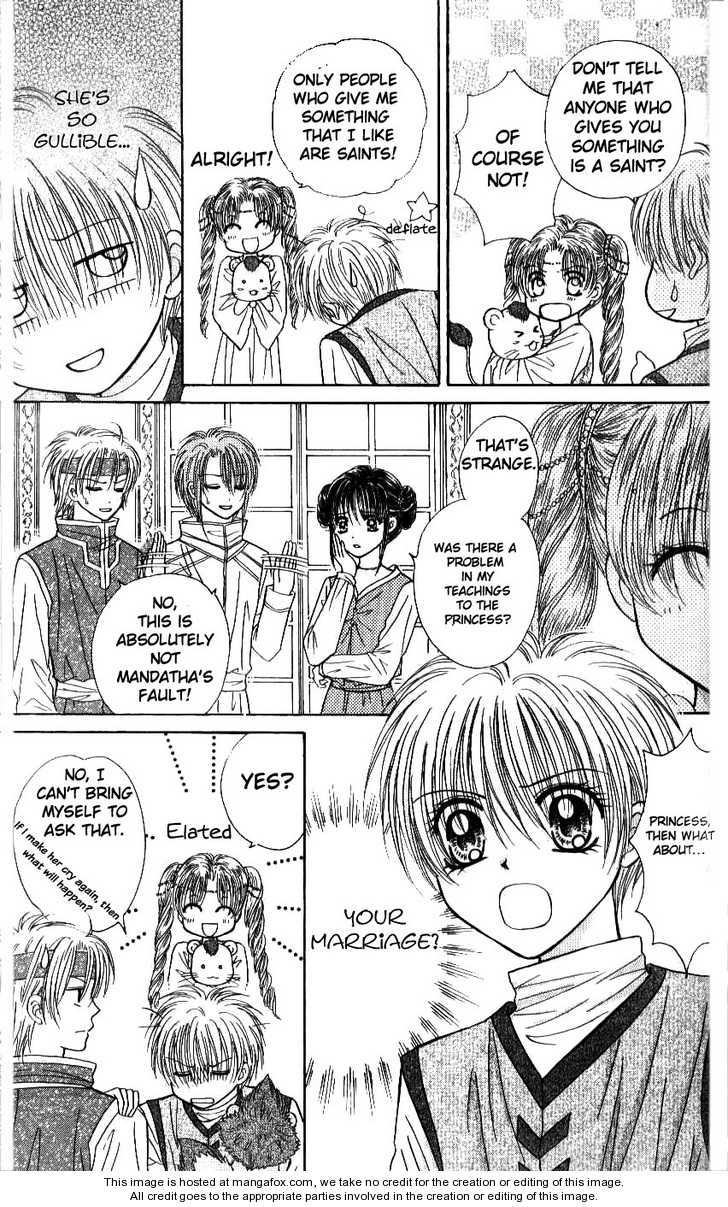 DON'T TELL
ME THAT
ANYONE WHO
GIVES YOU
SOMETHING
IS A SAINT?
OF
COURSE
NOT!
ONLY PEOPLE
WHO GIVE ME
SOMETHING
THAT I LIKE
ARE SAINTS!
ALRIGHT!
deflate
SHE'S
SO
GULLIBLE...
THAT'S
STRANGE.
WAS THERE A
PROBLEM
IN MY
TEACHINGS
TO THE
PRINCESS?
NO,
THIS IS
ABSOLUTELY
NOT
MANDATHA'S
FAULT!
PRINCESS,
THEN WHAT
ABOUT...
YOUR
MARRIAGE?
YES?
Elated
NO, I
CAN'T BRING
MYSELF TO
ASK THAT.
If I make her cry again, then,
what will happen?
This image is hosted at mangafox.com, we take no credit for the creation or editing of this image.
All credit goes to the appropriate parties involved in the creation or editing of this image.